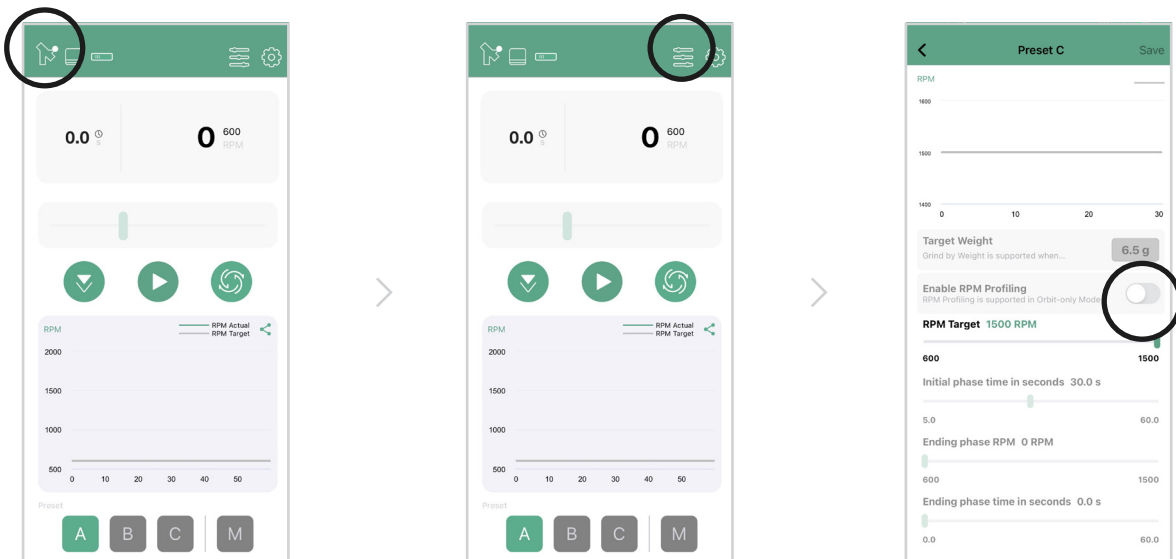 m
0.0 s
0 600 RPM
RPM
RPM Actual
RPM Target
2000
1500
1000
500
0 10 20 30 40 50
Preset
A B C M
m
0.0 s
0 600 RPM
RPM
RPM Actual
RPM Target
2000
1500
1000
500
0 10 20 30 40 50
Preset
A B C M
Preset C Save
RPM
1600
1500
1400
0 10 20 30
Target Weight
Grind by Weight is supported when...
6.5 g
Enable RPM Profiling
RPM Profiling is supported in Orbit-only Mode
RPM Target 1500 RPM
600 1500
Initial phase time in seconds 30.0 s
5.0 60.0
Ending phase RPM 0 RPM
600 1500
Ending phase time in seconds 0.0 s
0.0 60.0